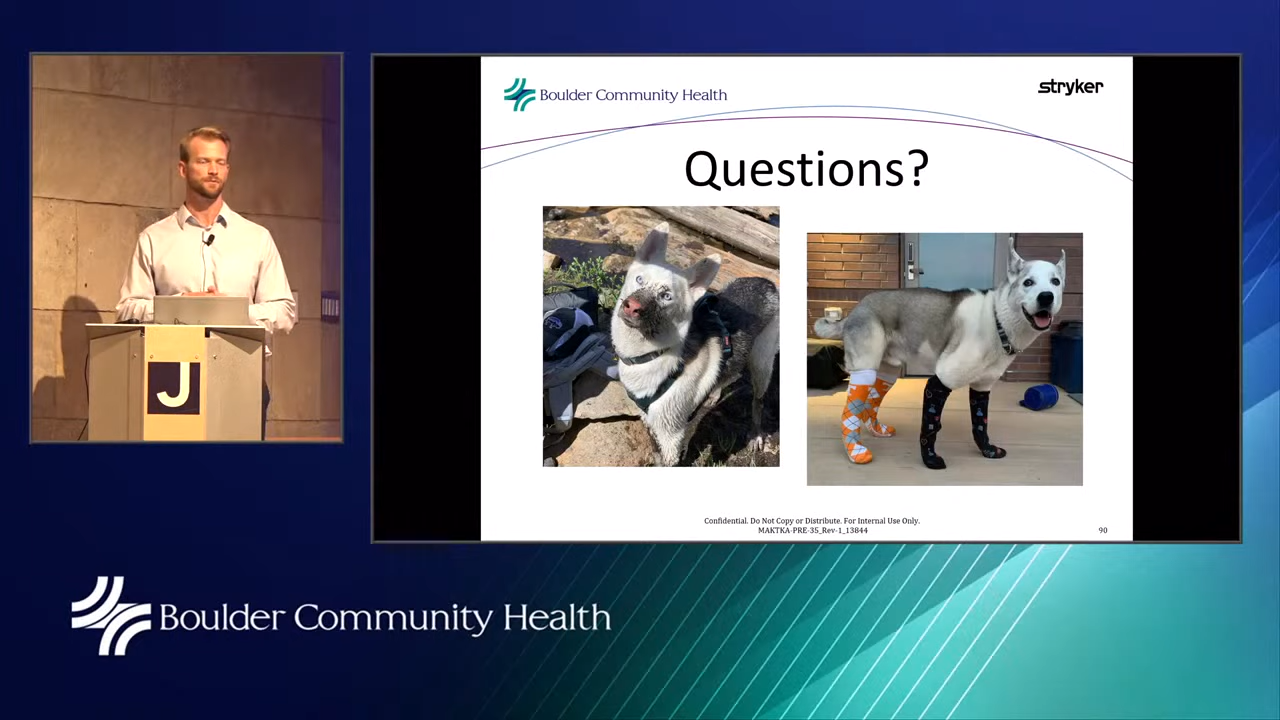 J
Boulder Community Health
stryker
Questions?
Confidential. Do Not Copy or Distribute. For Internal Use Only.
MAKTKA-PRE-35_Rev-1_13844
90
Boulder Community Health